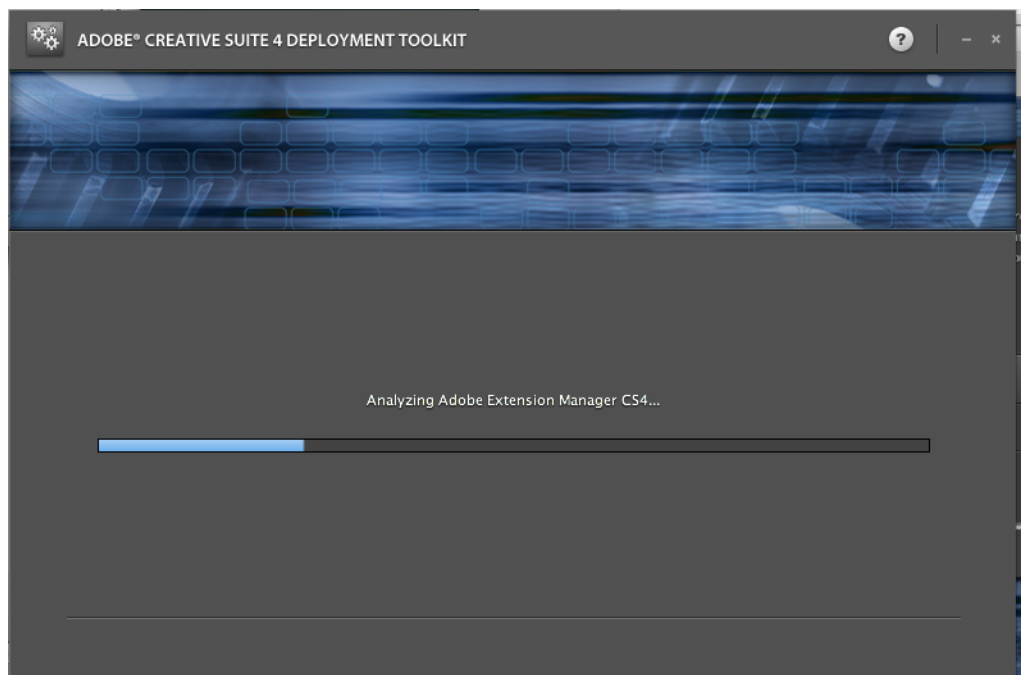 ADOBE® CREATIVE SUITE 4 DEPLOYMENT TOOLKIT
?
Analyzing Adobe Extension Manager CS4...